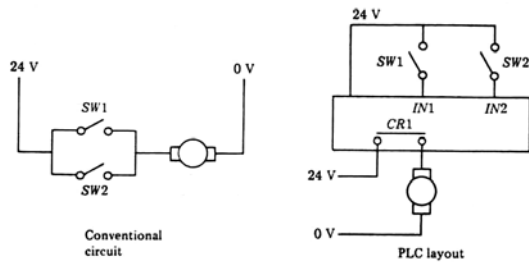 24 V
0 V
SW1
SW2
Conventional
circuit
24 V
SW1
SW2
IN1
IN2
CR1
24 V
0 V
PLC layout